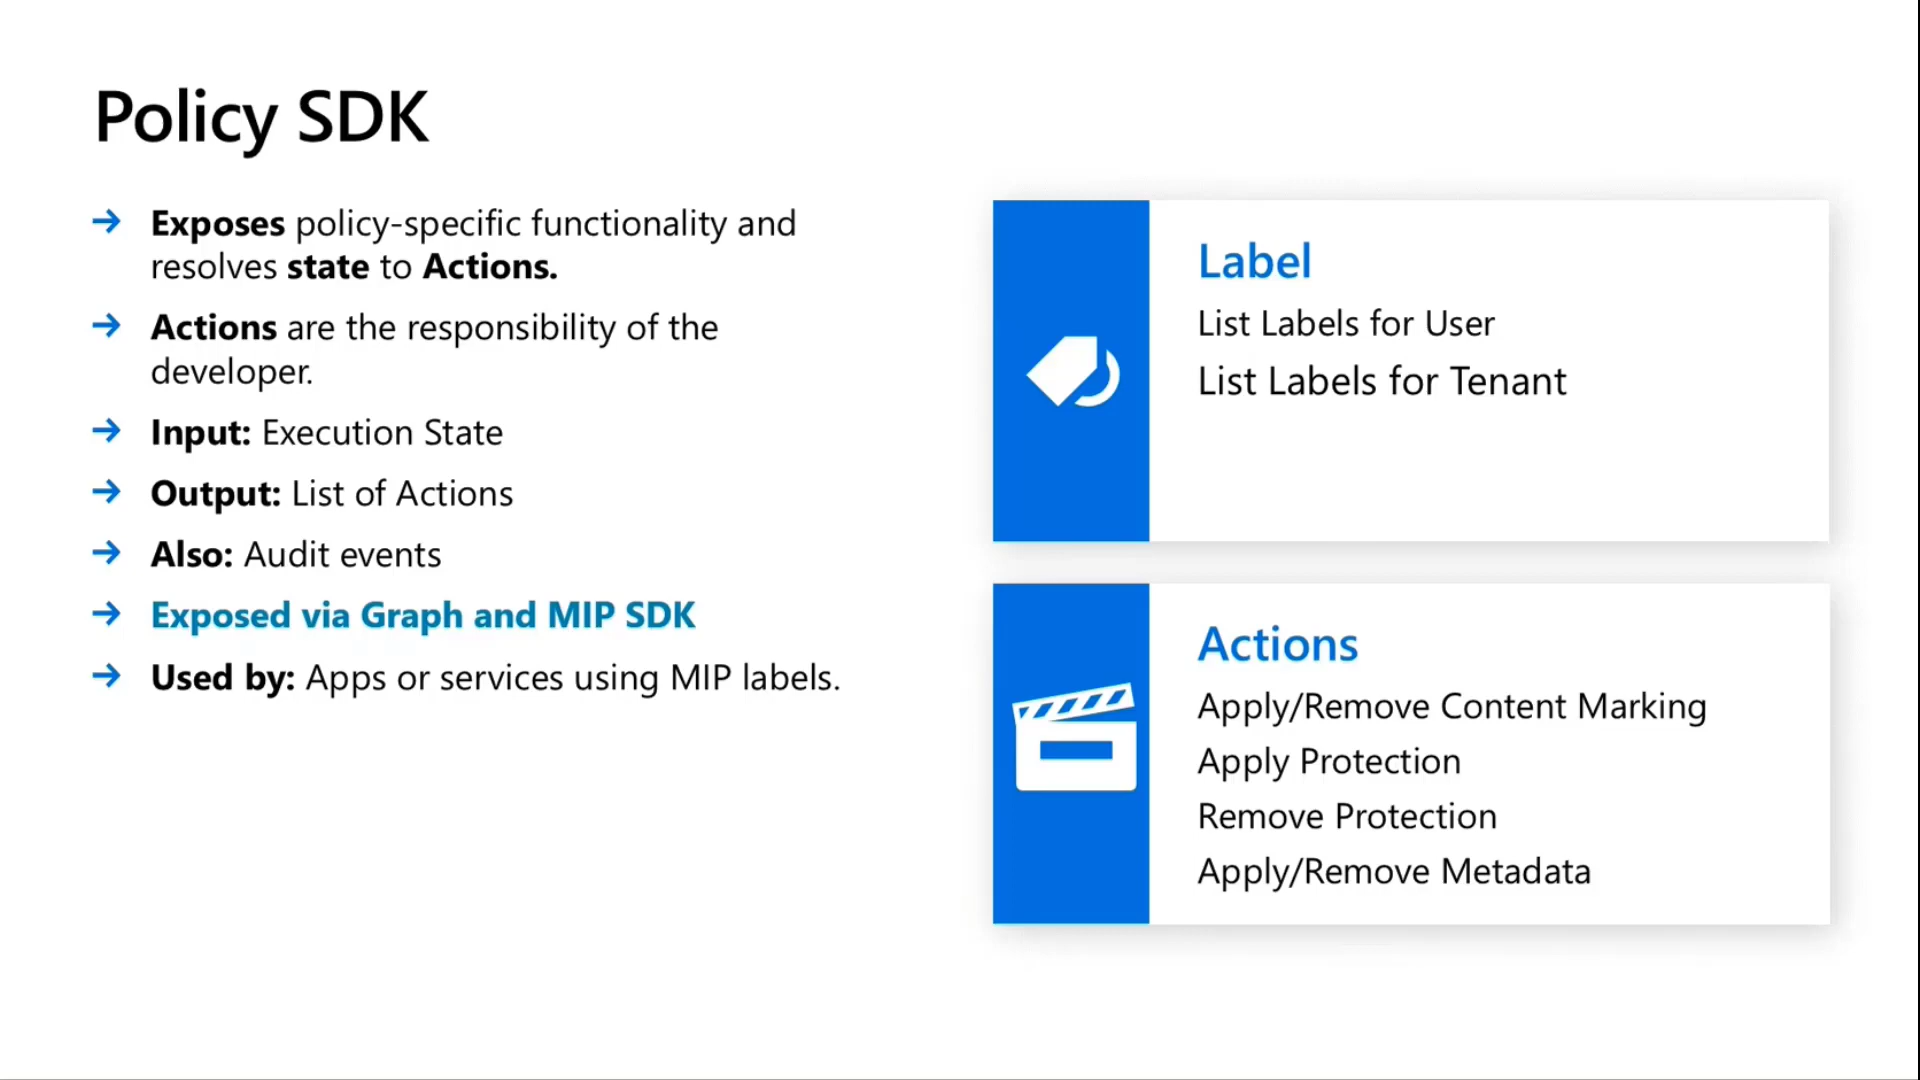 Policy SDK
Exposes policy-specific functionality and
resolves state to Actions.
Actions are the responsibility of the
developer.
Input: Execution State
Output: List of Actions
Also: Audit events
Exposed via Graph and MIP SDK
Used by: Apps or services using MIP labels.
Label
List Labels for User
List Labels for Tenant
Actions
Apply/Remove Content Marking
Apply Protection
Remove Protection
Apply/Remove Metadata